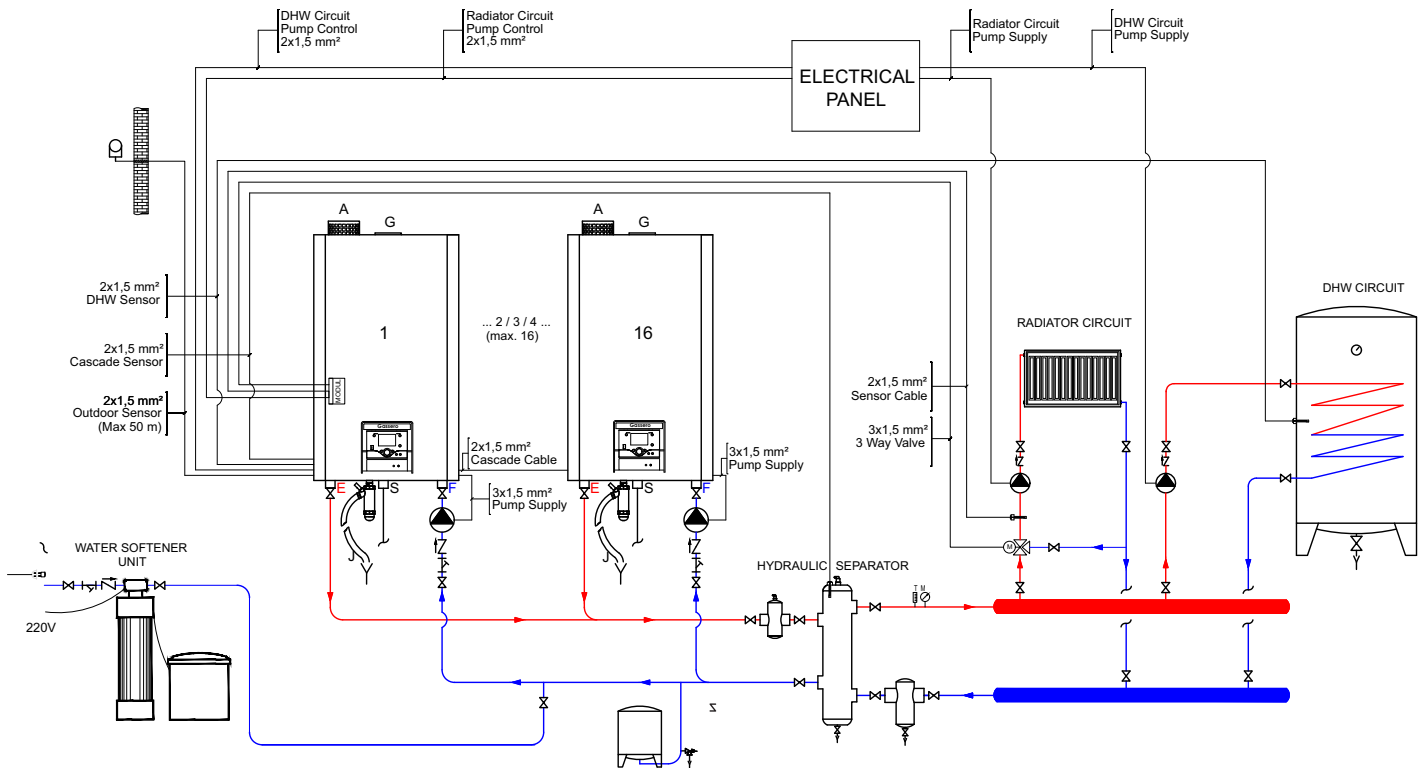 DHW Circuit
Pump Control
2x1,5 mm²
Radiator Circuit
Pump Control
2x1,5 mm²
ELECTRICAL
PANEL
Radiator Circuit
Pump Supply
DHW Circuit
Pump Supply
A
G
A
G
2x1,5 mm²
DHW Sensor
2x1,5 mm²
Cascade Sensor
2x1,5 mm²
Outdoor Sensor
(Max 50 m)
1
... 2 / 3 / 4 ...
(max. 16)
16
MODUL
Gassero
Gassero
2x1,5 mm²
Cascade Cable
3x1,5 mm²
Pump Supply
3x1,5 mm²
Pump Supply
E
S
F
E
S
F
J
J
RADIATOR CIRCUIT
DHW CIRCUIT
2x1,5 mm²
Sensor Cable
3x1,5 mm²
3 Way Valve
M
WATER SOFTENER
UNIT
220V
HYDRAULIC SEPARATOR
T M